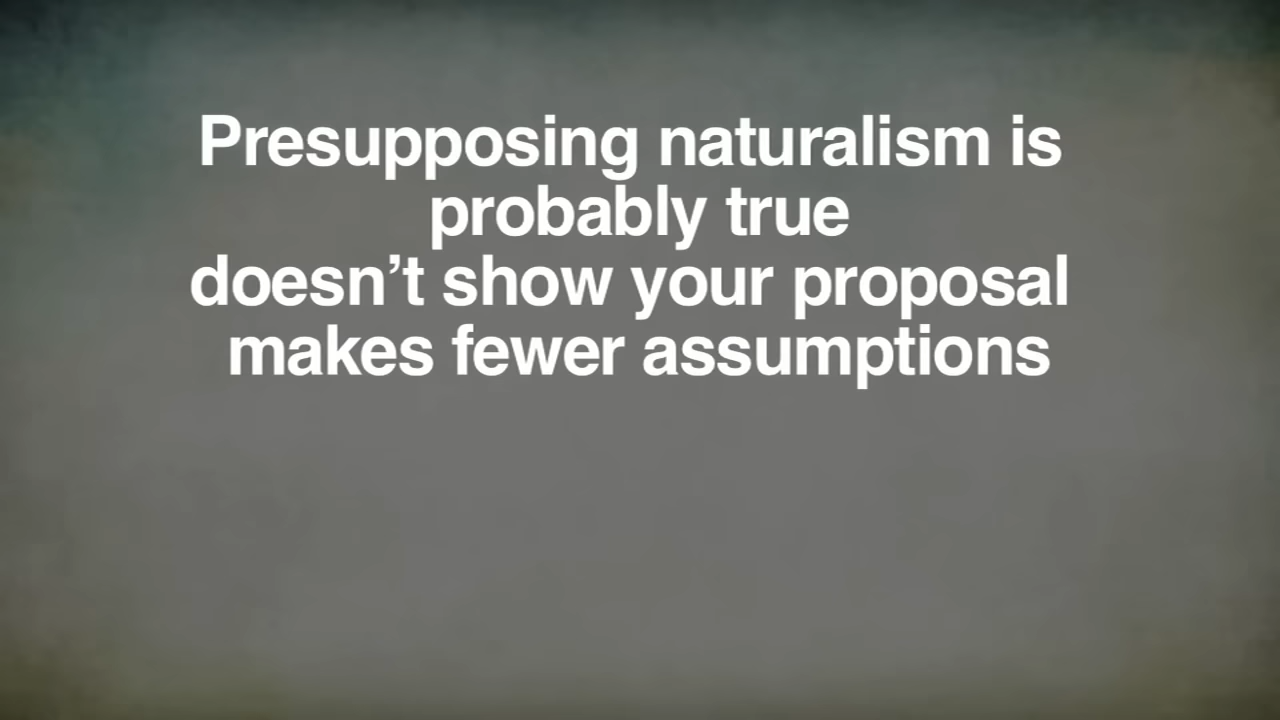 Presupposing naturalism is
probably true
doesn’t show your proposal
makes fewer assumptions